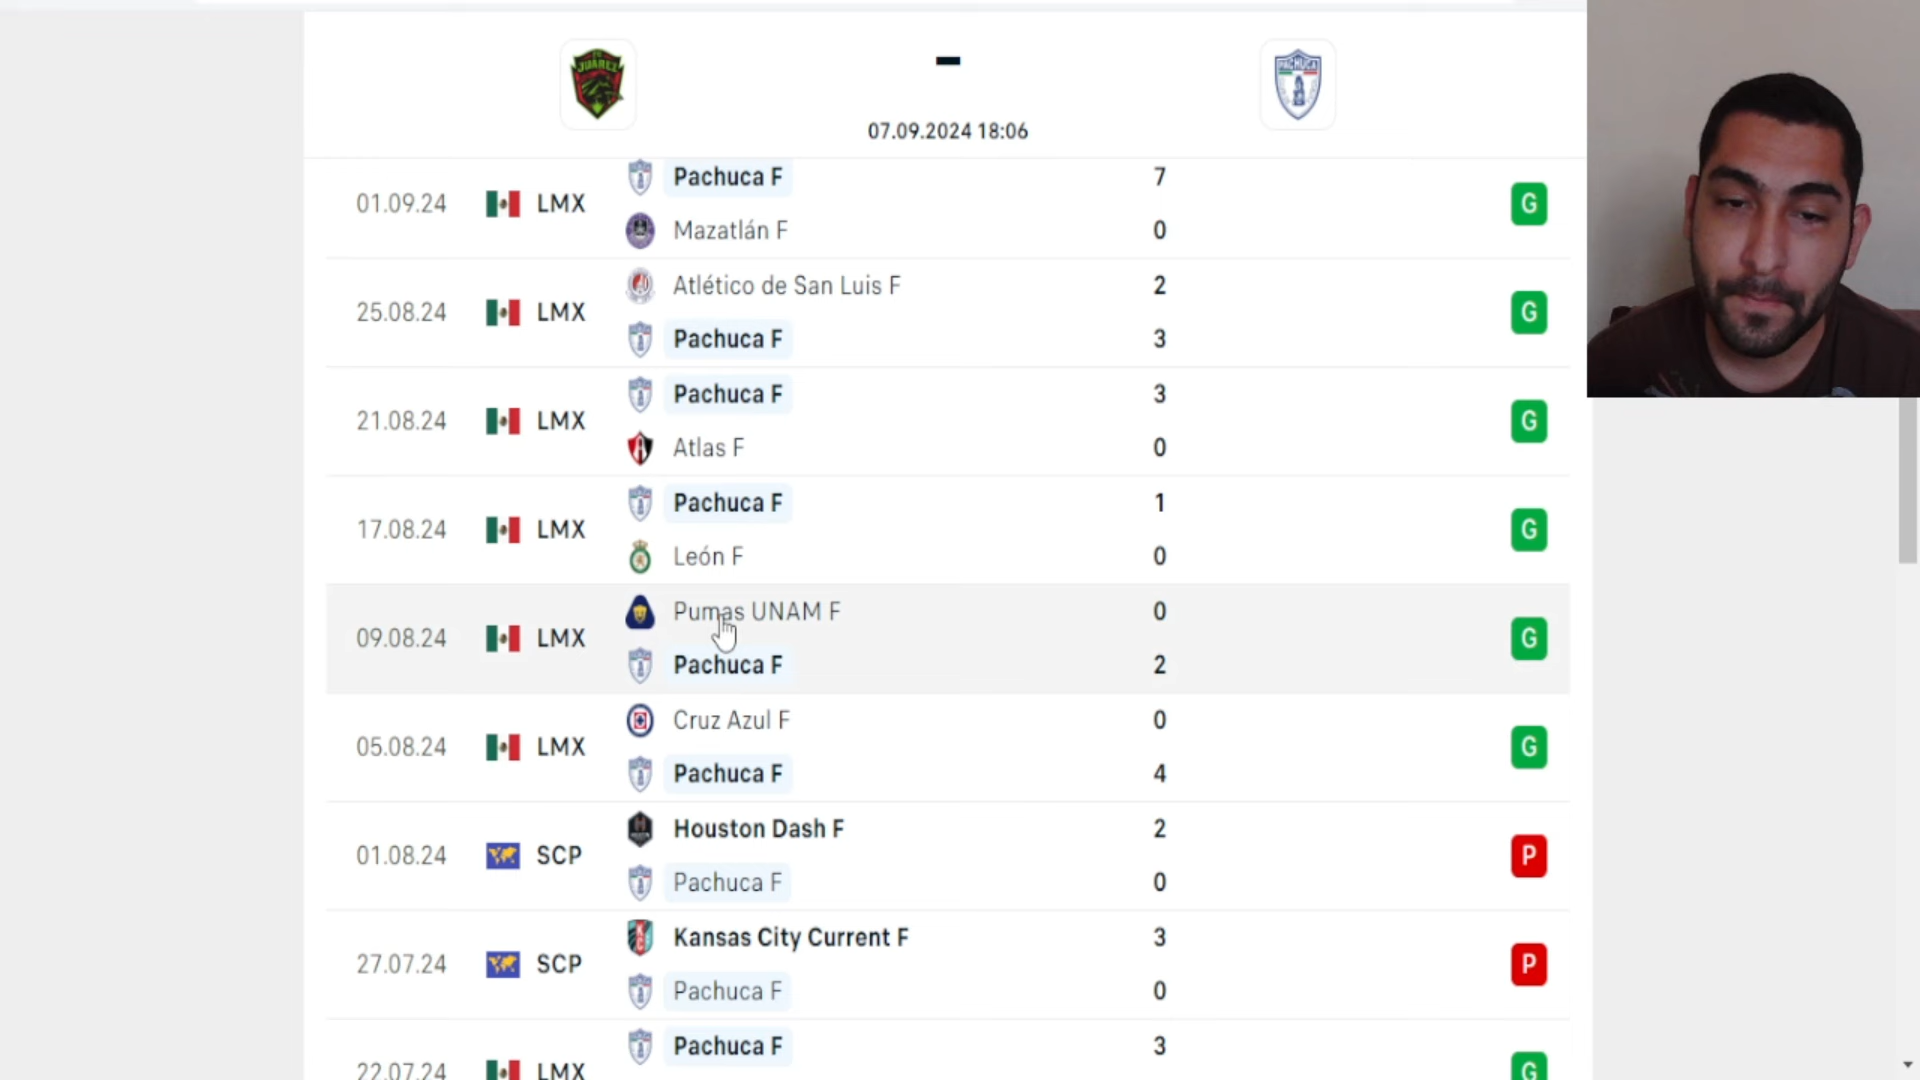 JUÁREZ
PACHUCA
07.09.2024 18:06
01.09.24 LMX Pachuca F 7 G
Mazatlán F 0
25.08.24 LMX Atlético de San Luis F 2 G
Pachuca F 3
21.08.24 LMX Pachuca F 3 G
Atlas F 0
17.08.24 LMX Pachuca F 1 G
León F 0
09.08.24 LMX Pumas UNAM F 0 G
Pachuca F 2
05.08.24 LMX Cruz Azul F 0 G
Pachuca F 4
01.08.24 SCP Houston Dash F 2 P
Pachuca F 0
27.07.24 SCP Kansas City Current F 3 P
Pachuca F 0
22.07.24 LMX Pachuca F 3 G